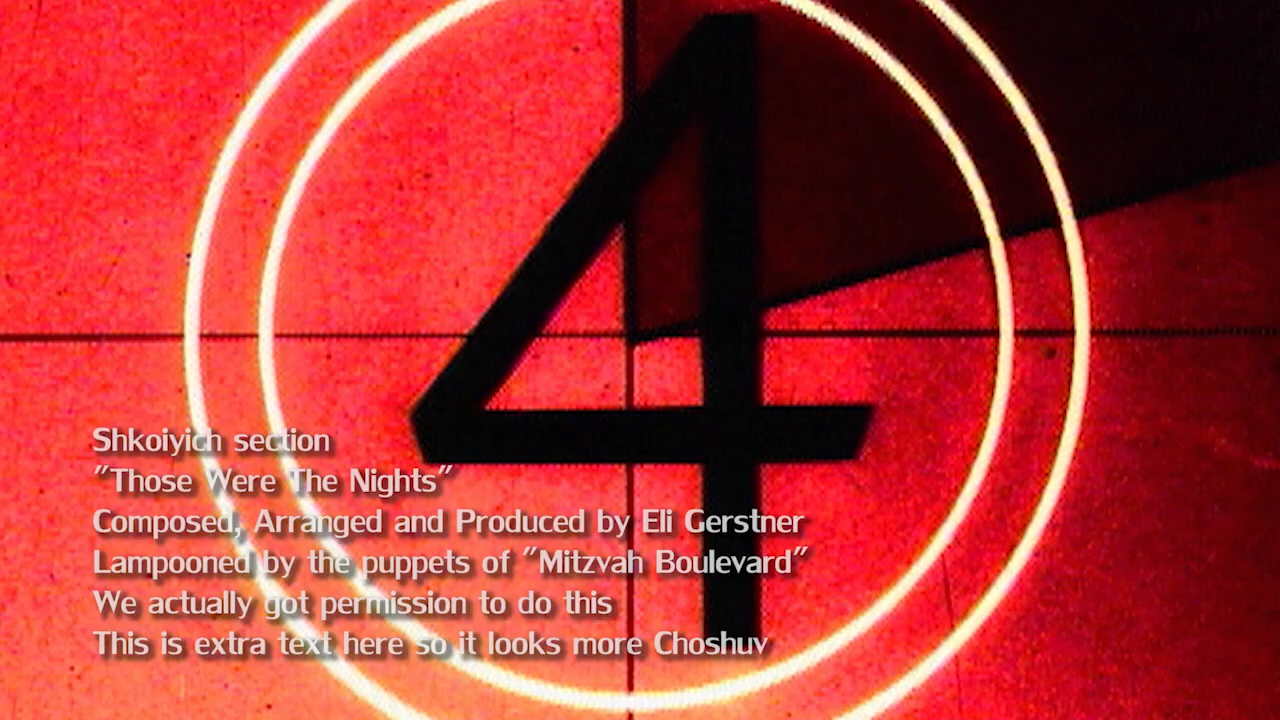 4
Shkoiyich section
"Those Were The Nights"
Composed, Arranged and Produced by Eli Gerstner
Lampooned by the puppets of "Mitzvah Boulevard"
We actually got permission to do this
This is extra text here so it looks more Choshuv